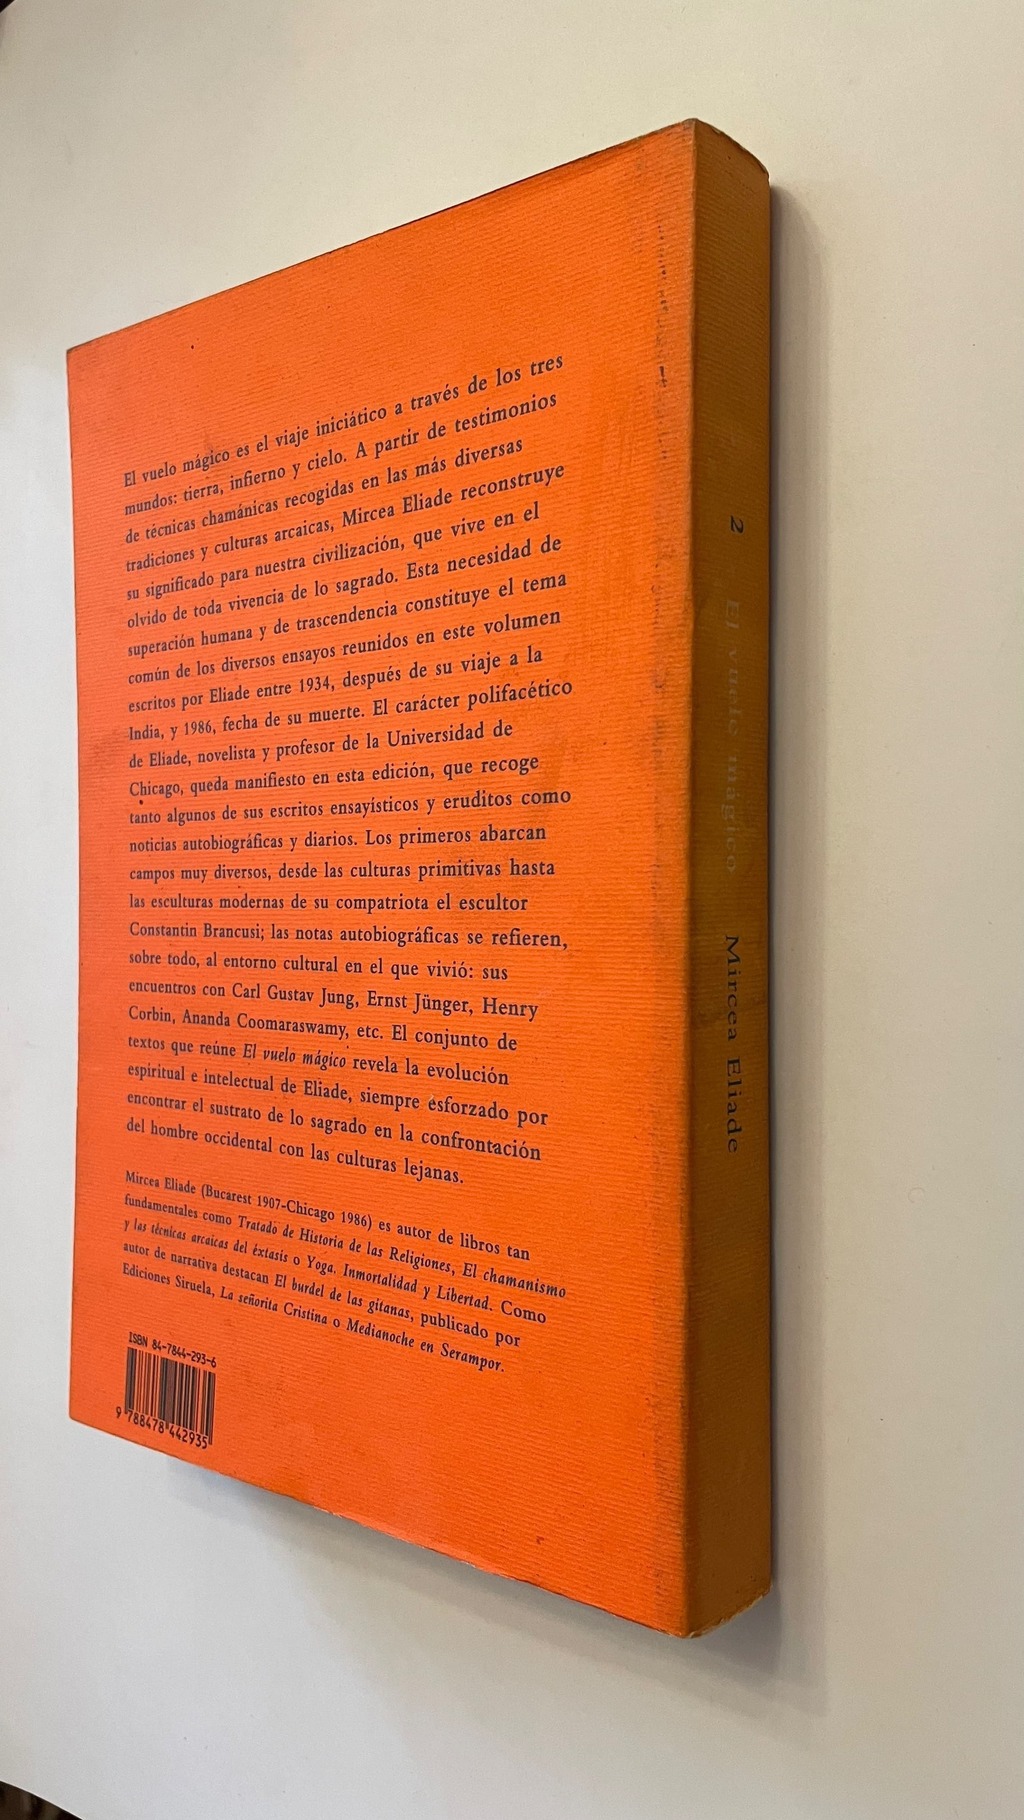 El vuelo mágico es el viaje iniciático a través de los tres
mundos: tierra, infierno y cielo. A partir de testimonios
de técnicas chamánicas recogidas en las más diversas
tradiciones y culturas arcaicas, Mircea Eliade reconstruye
su significado para nuestra civilización, que vive en el
olvido de toda vivencia de lo sagrado. Esta necesidad de
superación humana y de trascendencia constituye el tema
común de los diversos ensayos reunidos en este volumen
escritos por Eliade entre 1934, después de su viaje a la
India, y 1986, fecha de su muerte. El carácter polifacético
de Eliade, novelista y profesor de la Universidad de
Chicago, queda manifiesto en esta edición, que recoge
tanto algunos de sus escritos ensayísticos y eruditos como
noticias autobiográficas y diarios. Los primeros abarcan
campos muy diversos, desde las culturas primitivas hasta
las esculturas modernas de su compatriota el escultor
Constantin Brancusi; las notas autobiográficas se refieren,
sobre todo, al entorno cultural en el que vivió: sus
encuentros con Carl Gustav Jung, Ernst Jünger, Henry
Corbin, Ananda Coomaraswamy, etc. El conjunto de
textos que reúne El vuelo mágico revela la evolución
espiritual e intelectual de Eliade, siempre esforzado por
encontrar el sustrato de lo sagrado en la confrontación
del hombre occidental con las culturas lejanas.
Mircea Eliade (Bucarest 1907-Chicago 1986) es autor de libros tan
fundamentales como Tratado de Historia de las Religiones, El chamanismo
y las técnicas arcaicas del éxtasis o Yoga. Inmortalidad y Libertad. Como
autor de narrativa destacan El burdel de las gitanas, publicado por
Ediciones Siruela, La señorita Cristina o Medianoche en Serampor.
ISBN 84-7844-293-6
9 788478 442935
2 El vuelo mágico Mircea Eliade